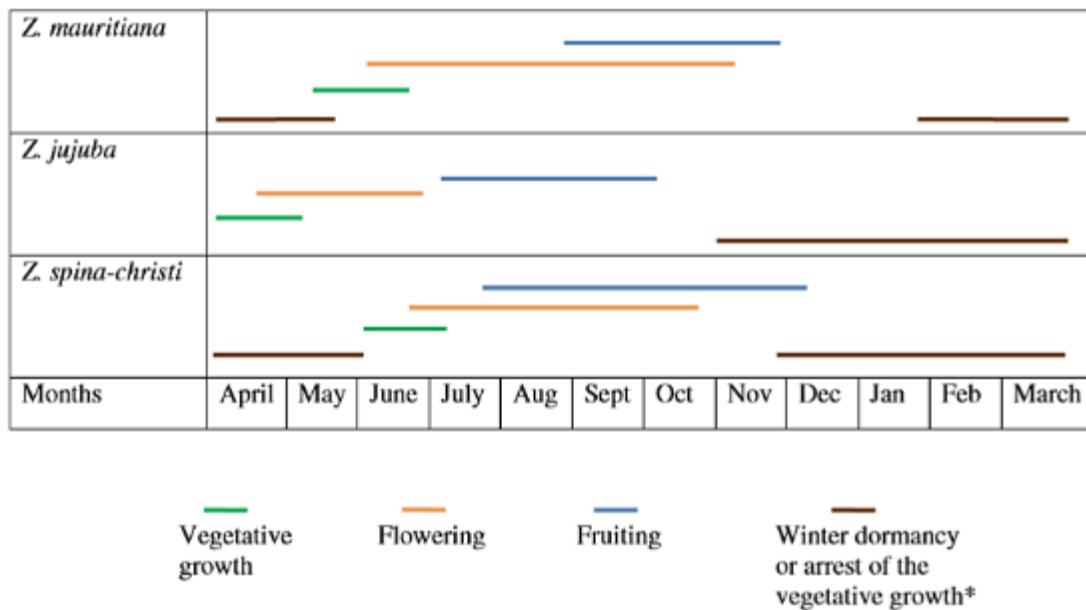 Z. mauritiana
Z. jujuba
Z. spina-christi
Months April May June July Aug Sept Oct Nov Dec Jan Feb March
Vegetative growth
Flowering
Fruiting
Winter dormancy
or arrest of the
vegetative growth*